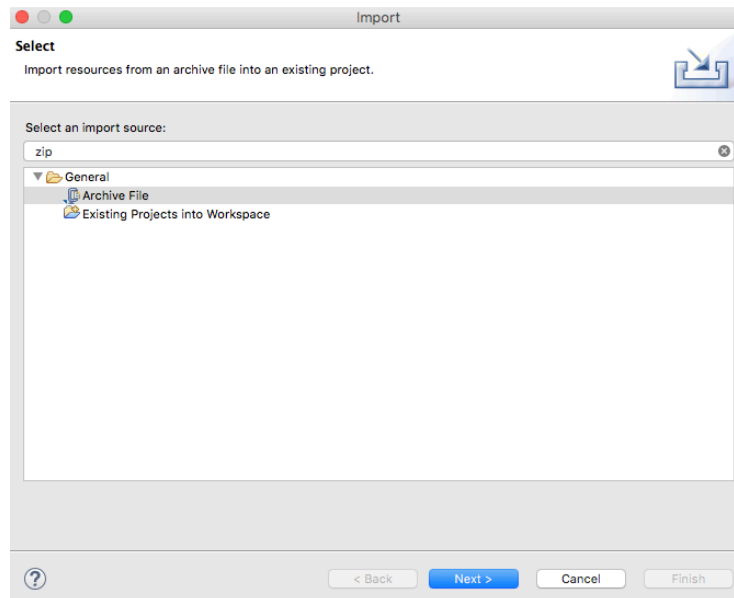 Import
Select
Import resources from an archive file into an existing project.
Select an import source:
zip
General
Archive File
Existing Projects into Workspace
?
< Back Next > Cancel Finish